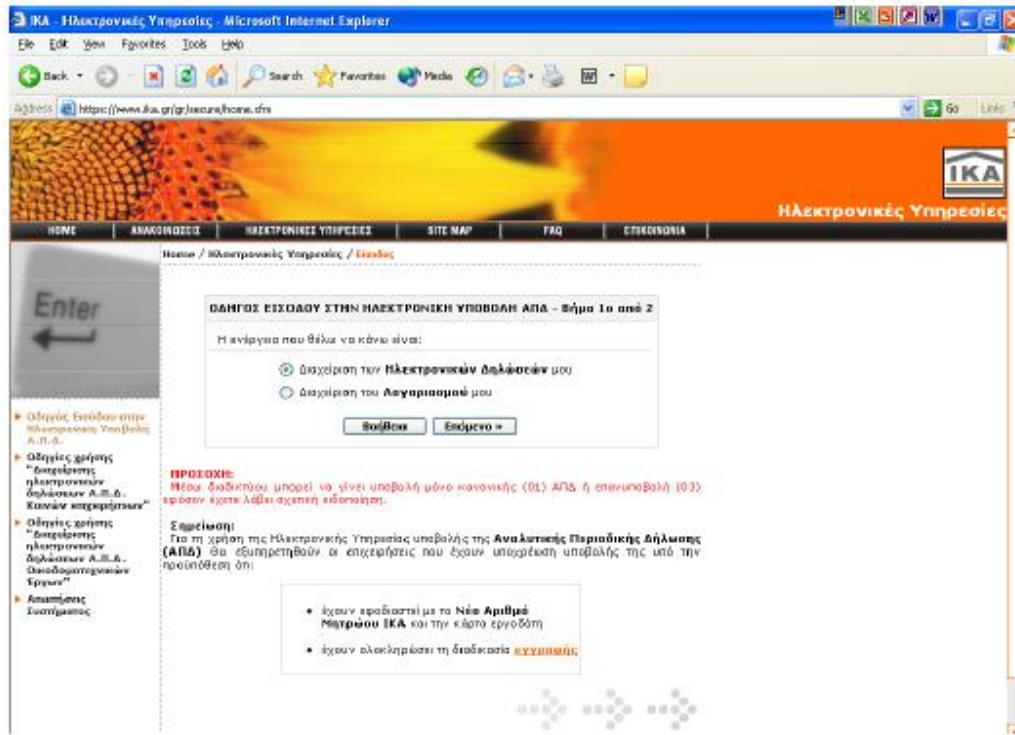 IKA - Ηλεκτρονικές Υπηρεσίες - Microsoft Internet Explorer
File Edit View Favorites Tools Help
Back Search Favorites Media
Address https://www.ika.gr/gr/secure/home.cfm Go Links
IKA
Ηλεκτρονικές Υπηρεσίες
HOME ΑΝΑΚΟΙΝΩΣΕΙΣ ΗΛΕΚΤΡΟΝΙΚΕΣ ΥΠΗΡΕΣΙΕΣ SITE MAP FAQ ΕΠΙΚΟΙΝΩΝΙΑ
Home / Ηλεκτρονικές Υπηρεσίες / Είσοδος
Enter
ΟΔΗΓΟΣ ΕΙΣΟΔΟΥ ΣΤΗΝ ΗΛΕΚΤΡΟΝΙΚΗ ΥΠΟΒΟΛΗ ΑΠΔ - Βήμα 1ο από 2
Η ενέργεια που θέλω να κάνω είναι:
Διαχείριση των Ηλεκτρονικών Δηλώσεών μου
Διαχείριση του Λογαριασμού μου
Βοήθεια Επόμενο »
Οδηγός Εισόδου στην
Ηλεκτρονική Υποβολή
Α.Π.Δ.
Οδηγίες χρήσης
"Διαχείρισης
ηλεκτρονικών
δηλώσεων Α.Π.Δ.
Κοινών επιχειρήσεων"
Οδηγίες χρήσης
"Διαχείρισης
ηλεκτρονικών
δηλώσεων Α.Π.Δ.
Οικοδομοτεχνικών
Έργων"
Απαιτήσεις
Συστήματος
ΠΡΟΣΟΧΗ:
Μέσω διαδικτύου μπορεί να γίνει υποβολή μόνο κανονικής (01) ΑΠΔ ή επανυποβολή (03)
εφόσον έχετε λάβει σχετική ειδοποίηση.
Σημείωση:
Για τη χρήση της Ηλεκτρονικής Υπηρεσίας υποβολής της Αναλυτικής Περιοδικής Δήλωσης
(ΑΠΔ) θα εξυπηρετηθούν οι επιχειρήσεις που έχουν υποχρέωση υποβολής της υπό την
προϋπόθεση ότι:
έχουν εφοδιαστεί με το Νέο Αριθμό
Μητρώου ΙΚΑ και την κάρτα εργοδότη
έχουν ολοκληρώσει τη διαδικασία εγγραφής